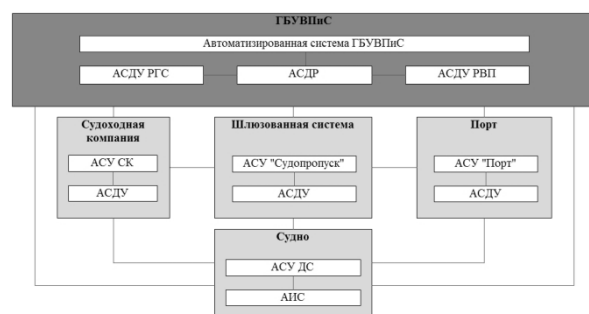 ГБУВПиС
Автоматизированная система ГБУВПиС
АСДУ РГС
АСДР
АСДУ РВП
Судоходная
компания
АСУ СК
АСДУ
Шлюзованная система
АСУ "Судопропуск"
АСДУ
Порт
АСУ "Порт"
АСДУ
Судно
АСУ ДС
АИС